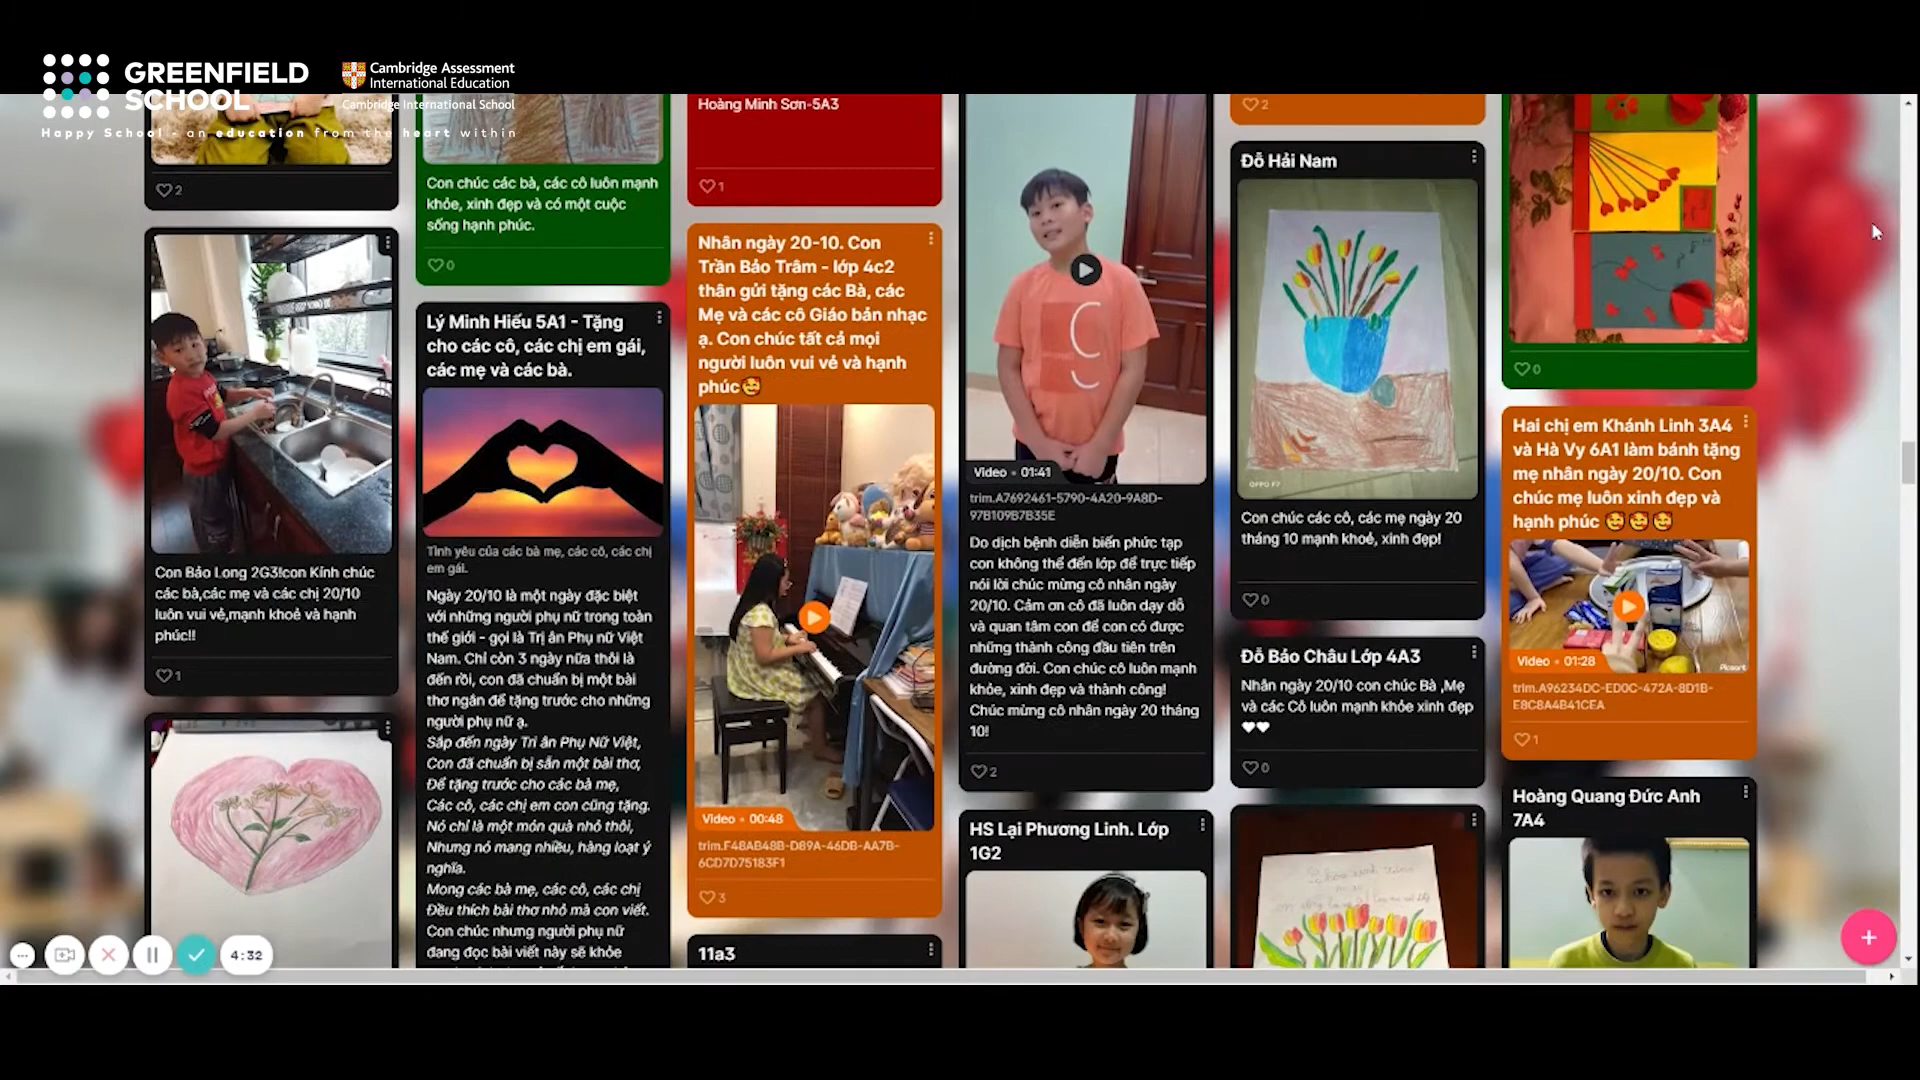 GREENFIELD
SCHOOL
Cambridge Assessment
International Education
Cambridge International School
Happy School - an education from the heart within
2
Con Bảo Long 2G3!con Kính chúc
các bà,các mẹ và các chị 20/10
luôn vui vẻ,mạnh khoẻ và hạnh
phúc!!
1
Con chúc các bà, các cô luôn mạnh
khỏe, xinh đẹp và có một cuộc
sống hạnh phúc.
0
Lý Minh Hiếu 5A1 - Tặng
cho các cô, các chị em gái,
các mẹ và các bà.
Tình yêu của các bà mẹ, các cô, các chị
em gái.
Ngày 20/10 là một ngày đặc biệt
với những người phụ nữ trong toàn
thế giới - gọi là Trị ân Phụ nữ Việt
Nam. Chỉ còn 3 ngày nữa thôi là
đến rồi, con đã chuẩn bị một bài
thơ ngắn để tặng trước cho những
người phụ nữ ạ.
Sắp đến ngày Tri ân Phụ Nữ Việt,
Con đã chuẩn bị sẵn một bài thơ,
Để tặng trước cho các bà mẹ,
Các cô, các chị em con cũng tặng.
Nó chỉ là một món quà nhỏ thôi,
Nhưng nó mang nhiều, hàng loạt ý
nghĩa.
Mong các bà mẹ, các cô, các chị
Đều thích bài thơ nhỏ mà con viết.
Con chúc nhưng người phụ nữ
đang đọc bài viết này sẽ khỏe
Hoàng Minh Sơn-5A3
1
Nhân ngày 20-10. Con
Trần Bảo Trâm - lớp 4c2
thân gửi tặng các Bà, các
Mẹ và các cô Giáo bản nhạc
ạ. Con chúc tất cả mọi
người luôn vui vẻ và hạnh
phúc🥰
Video • 00:48
trim.F48AB48B-D89A-46DB-AA7B-
6CD7D75183F1
3
11a3
Video • 01:41
trim.A7692461-5790-4A20-9A8D-
97B109B7B35E
Do dịch bệnh diễn biến phức tạp
con không thể đến lớp để trực tiếp
nói lời chúc mừng cô nhân ngày
20/10. Cảm ơn cô đã luôn dạy dỗ
và quan tâm con để con có được
những thành công đầu tiên trên
đường đời. Con chúc cô luôn mạnh
khỏe, xinh đẹp và thành công!
Chúc mừng cô nhân ngày 20 tháng
10!
2
HS Lại Phương Linh. Lớp
1G2
2
Đỗ Hải Nam
OPPO F7
Con chúc các cô, các mẹ ngày 20
tháng 10 mạnh khoẻ, xinh đẹp!
0
Đỗ Bảo Châu Lớp 4A3
Nhân ngày 20/10 con chúc Bà ,Mẹ
và các Cô luôn mạnh khỏe xinh đẹp
🤍🤍
0
0
Hai chị em Khánh Linh 3A4
và Hà Vy 6A1 làm bánh tặng
mẹ nhân ngày 20/10. Con
chúc mẹ luôn xinh đẹp và
hạnh phúc 🥰🥰🥰
Video • 01:28
Picsart
trim.A96234DC-ED0C-472A-8D1B-
E8C8A4B41CEA
1
Hoàng Quang Đức Anh
7A4
4:32